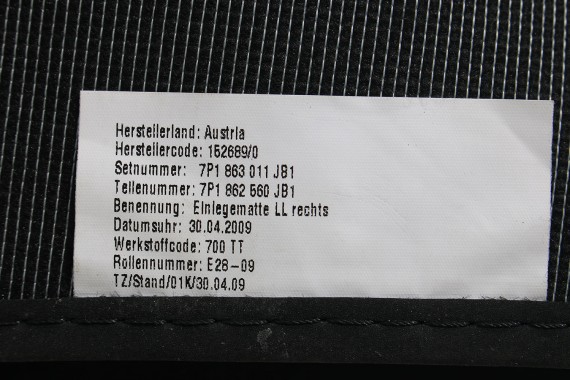 Herstellerland: Austria
Herstellercode: 152689/0
Setnummer: 7P1 863 011 JB1
Teilenummer: 7P1 862 560 JB1
Benennung: Einlegematte LL rechts
Datumsuhr: 30.04.2009
Werkstoffcode: 700 TT
Rollennummer: E28-09
TZ/Stand/01K/30.04.09